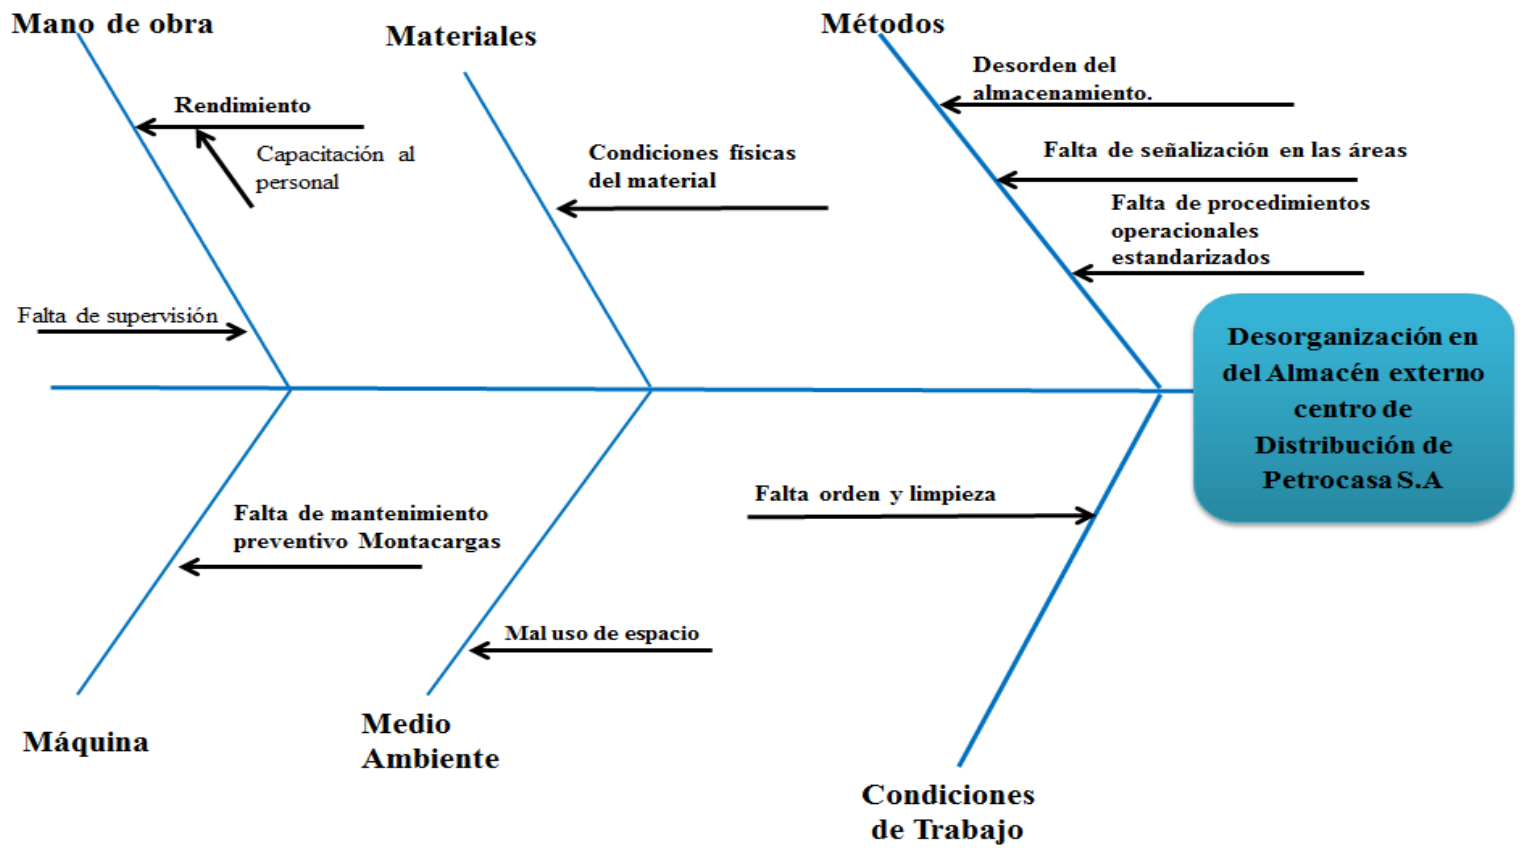 Mano de obra
Materiales
Métodos
Rendimiento
Capacitación al
personal
Falta de supervisión
Condiciones físicas
del material
Desorden del
almacenamiento.
Falta de señalización en las áreas
Falta de procedimientos
operacionales
estandarizados
Desorganización en
del Almacén externo
centro de
Distribución de
Petrocasa S.A
Falta de mantenimiento
preventivo Montacargas
Mal uso de espacio
Falta orden y limpieza
Máquina
Medio
Ambiente
Condiciones
de Trabajo